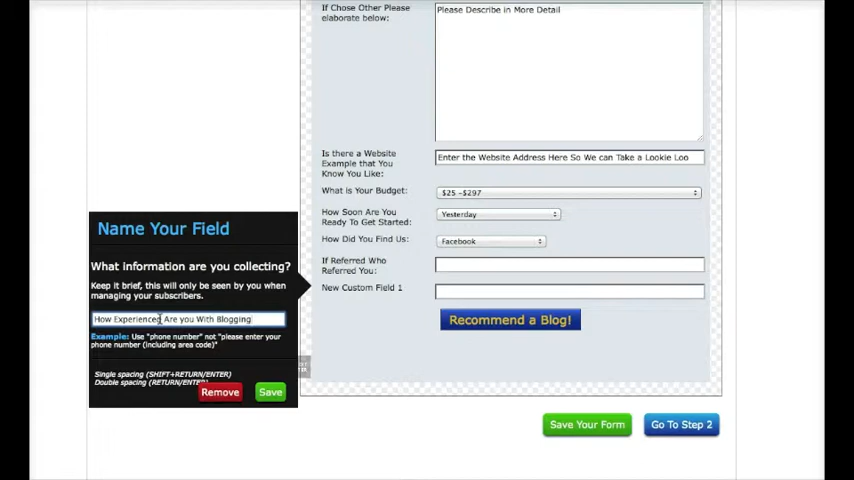 If Chose Other Please
elaborate below:
Please Describe in More Detail
Is there a Website
Example that You
Know You Like:
Enter the Website Address Here So We can Take a Lookie Loo
What is Your Budget:
$25 -$297
How Soon Are You
Ready To Get Started:
Yesterday
How Did You Find Us:
Facebook
If Referred Who
Referred You:
New Custom Field 1
Recommend a Blog!
Name Your Field
What information are you collecting?
Keep it brief, this will only be seen by you when
managing your subscribers.
How Experienced Are you With Blogging
Example: Use "phone number" not "please enter your
phone number (including area code)"
Single spacing (SHIFT+RETURN/ENTER)
Double spacing (RETURN/ENTER)
Remove
Save
Save Your Form
Go To Step 2